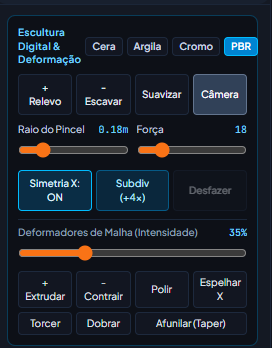 Escultura
Digital &
Deformação
Cera Argila Cromo PBR
+
Relevo
-
Escavar
Suavizar
Câmera
Raio do Pincel 0.18m Força 18
Simetria X:
ON
Subdiv
(+4×)
Desfazer
Deformadores de Malha (Intensidade) 35%
+
Extrudar
-
Contrair
Polir
Espelhar
X
Torcer Dobrar Afunilar (Taper)